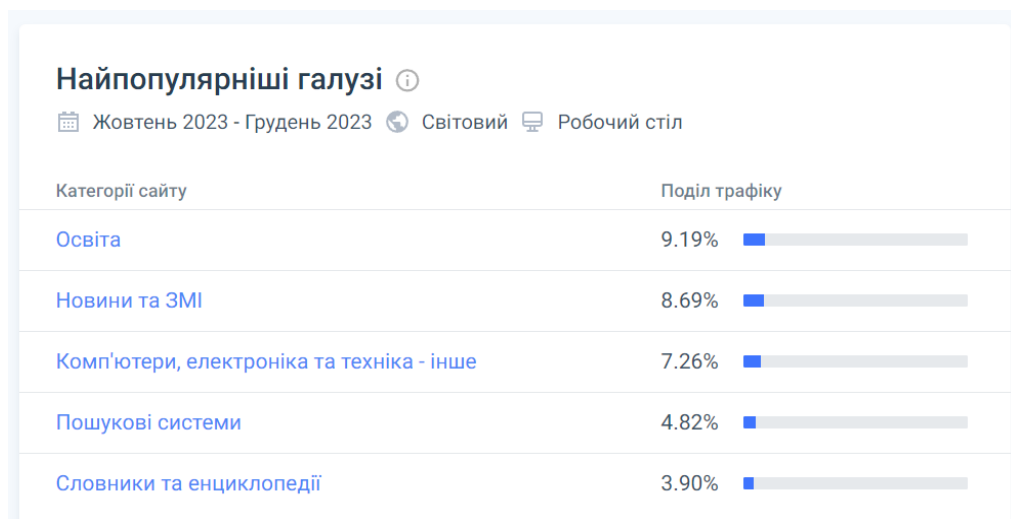 Найпопулярніші галузі
Жовтень 2023 - Грудень 2023 Світовий Робочий стіл
Категорії сайту Поділ трафіку
Освіта 9.19%
Новини та ЗМІ 8.69%
Комп'ютери, електроніка та техніка - інше 7.26%
Пошукові системи 4.82%
Словники та енциклопедії 3.90%